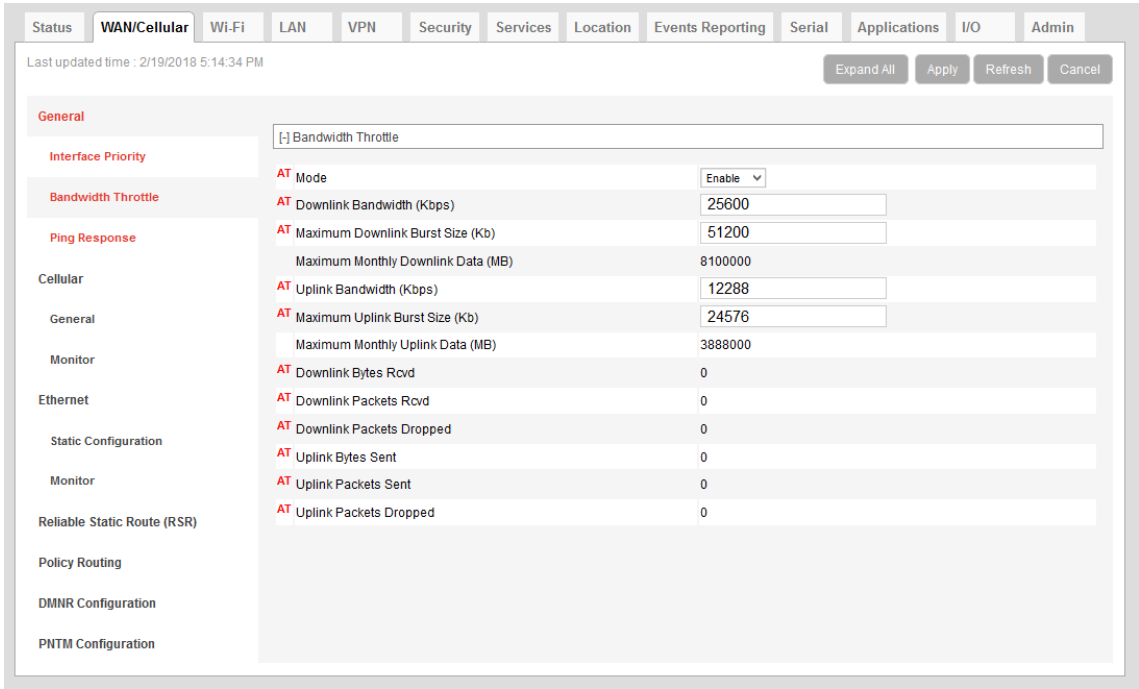 Status WAN/Cellular Wi-Fi LAN VPN Security Services Location Events Reporting Serial Applications I/O Admin
Last updated time : 2/19/2018 5:14:34 PM
Expand All Apply Refresh Cancel
General
Interface Priority
Bandwidth Throttle
Ping Response
Cellular
General
Monitor
Ethernet
Static Configuration
Monitor
Reliable Static Route (RSR)
Policy Routing
DMNR Configuration
PNTM Configuration
[-] Bandwidth Throttle
AT Mode Enable
AT Downlink Bandwidth (Kbps) 25600
AT Maximum Downlink Burst Size (Kb) 51200
Maximum Monthly Downlink Data (MB) 8100000
AT Uplink Bandwidth (Kbps) 12288
AT Maximum Uplink Burst Size (Kb) 24576
Maximum Monthly Uplink Data (MB) 3888000
AT Downlink Bytes Rcvd 0
AT Downlink Packets Rcvd 0
AT Downlink Packets Dropped 0
AT Uplink Bytes Sent 0
AT Uplink Packets Sent 0
AT Uplink Packets Dropped 0